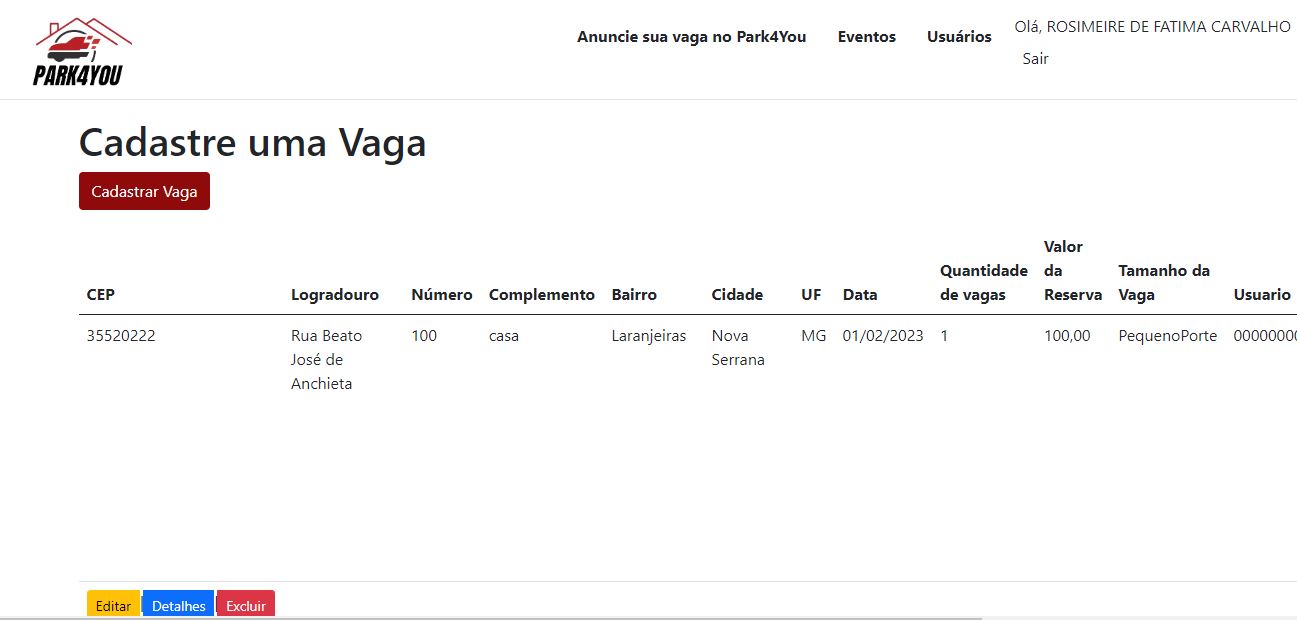 PARK4YOU
Anuncie sua vaga no Park4You Eventos Usuários Olá, ROSIMEIRE DE FATIMA CARVALHO
Sair
Cadastre uma Vaga
Cadastrar Vaga
Valor
Quantidade da Tamanho da
CEP Logradouro Número Complemento Bairro Cidade UF Data de vagas Reserva Vaga Usuario
35520222 Rua Beato 100 casa Laranjeiras Nova MG 01/02/2023 1 100,00 PequenoPorte 00000000
José de Serrana
Anchieta
Editar Detalhes Excluir